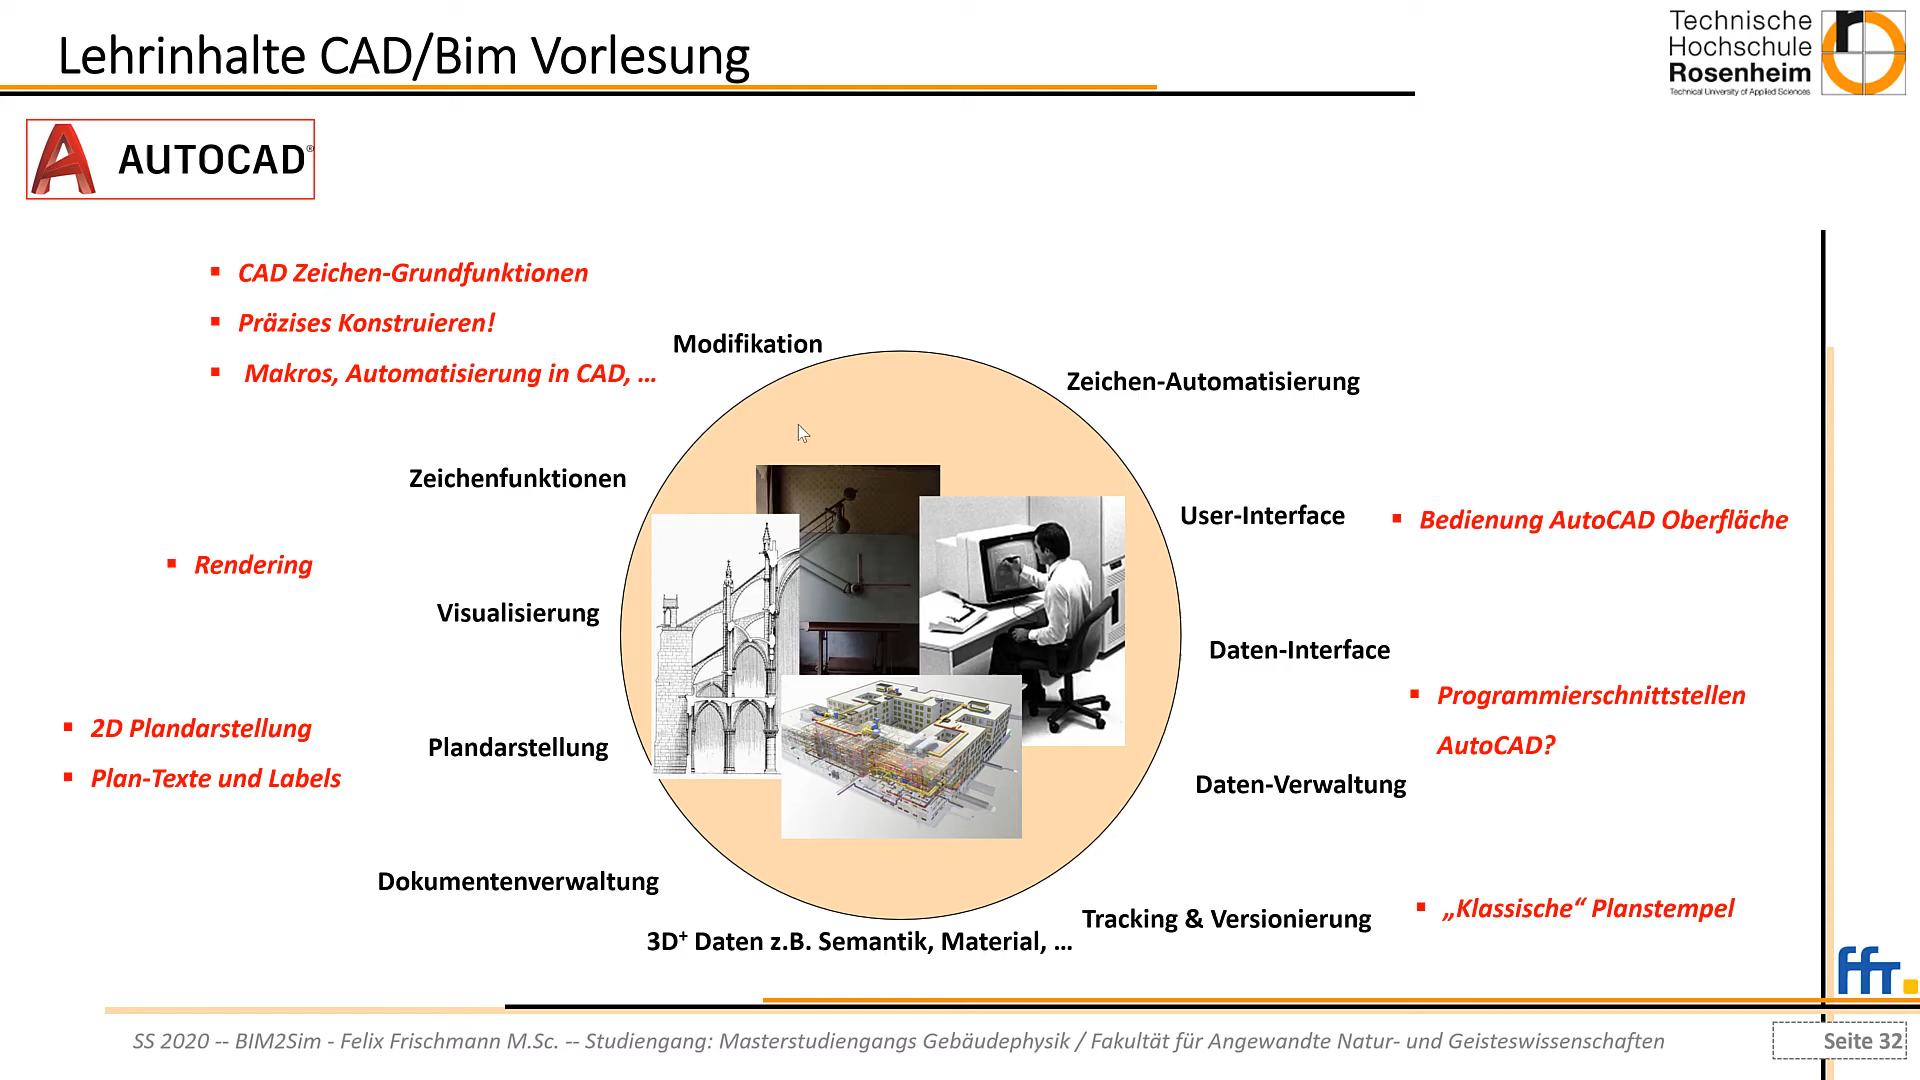 Lehrinhalte CAD/Bim Vorlesung
Technische
Hochschule
Rosenheim
Technical University of Applied Sciences
AUTOCAD®
▪ CAD Zeichen-Grundfunktionen
▪ Präzises Konstruieren!
▪ Makros, Automatisierung in CAD, …
Modifikation
Zeichen-Automatisierung
Zeichenfunktionen
User-Interface
▪ Bedienung AutoCAD Oberfläche
▪ Rendering
Visualisierung
Daten-Interface
▪ Programmierschnittstellen
AutoCAD?
▪ 2D Plandarstellung
▪ Plan-Texte und Labels
Plandarstellung
Daten-Verwaltung
Dokumentenverwaltung
Tracking & Versionierung
▪ „Klassische“ Planstempel
3D⁺ Daten z.B. Semantik, Material, …
ffr.
SS 2020 -- BIM2Sim - Felix Frischmann M.Sc. -- Studiengang: Masterstudiengangs Gebäudephysik / Fakultät für Angewandte Natur- und Geisteswissenschaften
Seite 32